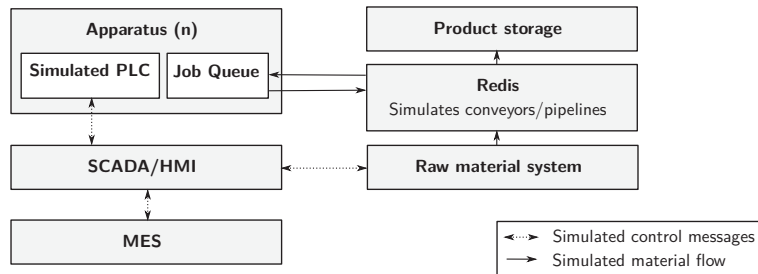 Apparatus (n)
Simulated PLC
Job Queue
Product storage
Redis
Simulates conveyors/pipelines
SCADA/HMI
Raw material system
MES
Simulated control messages
Simulated material flow